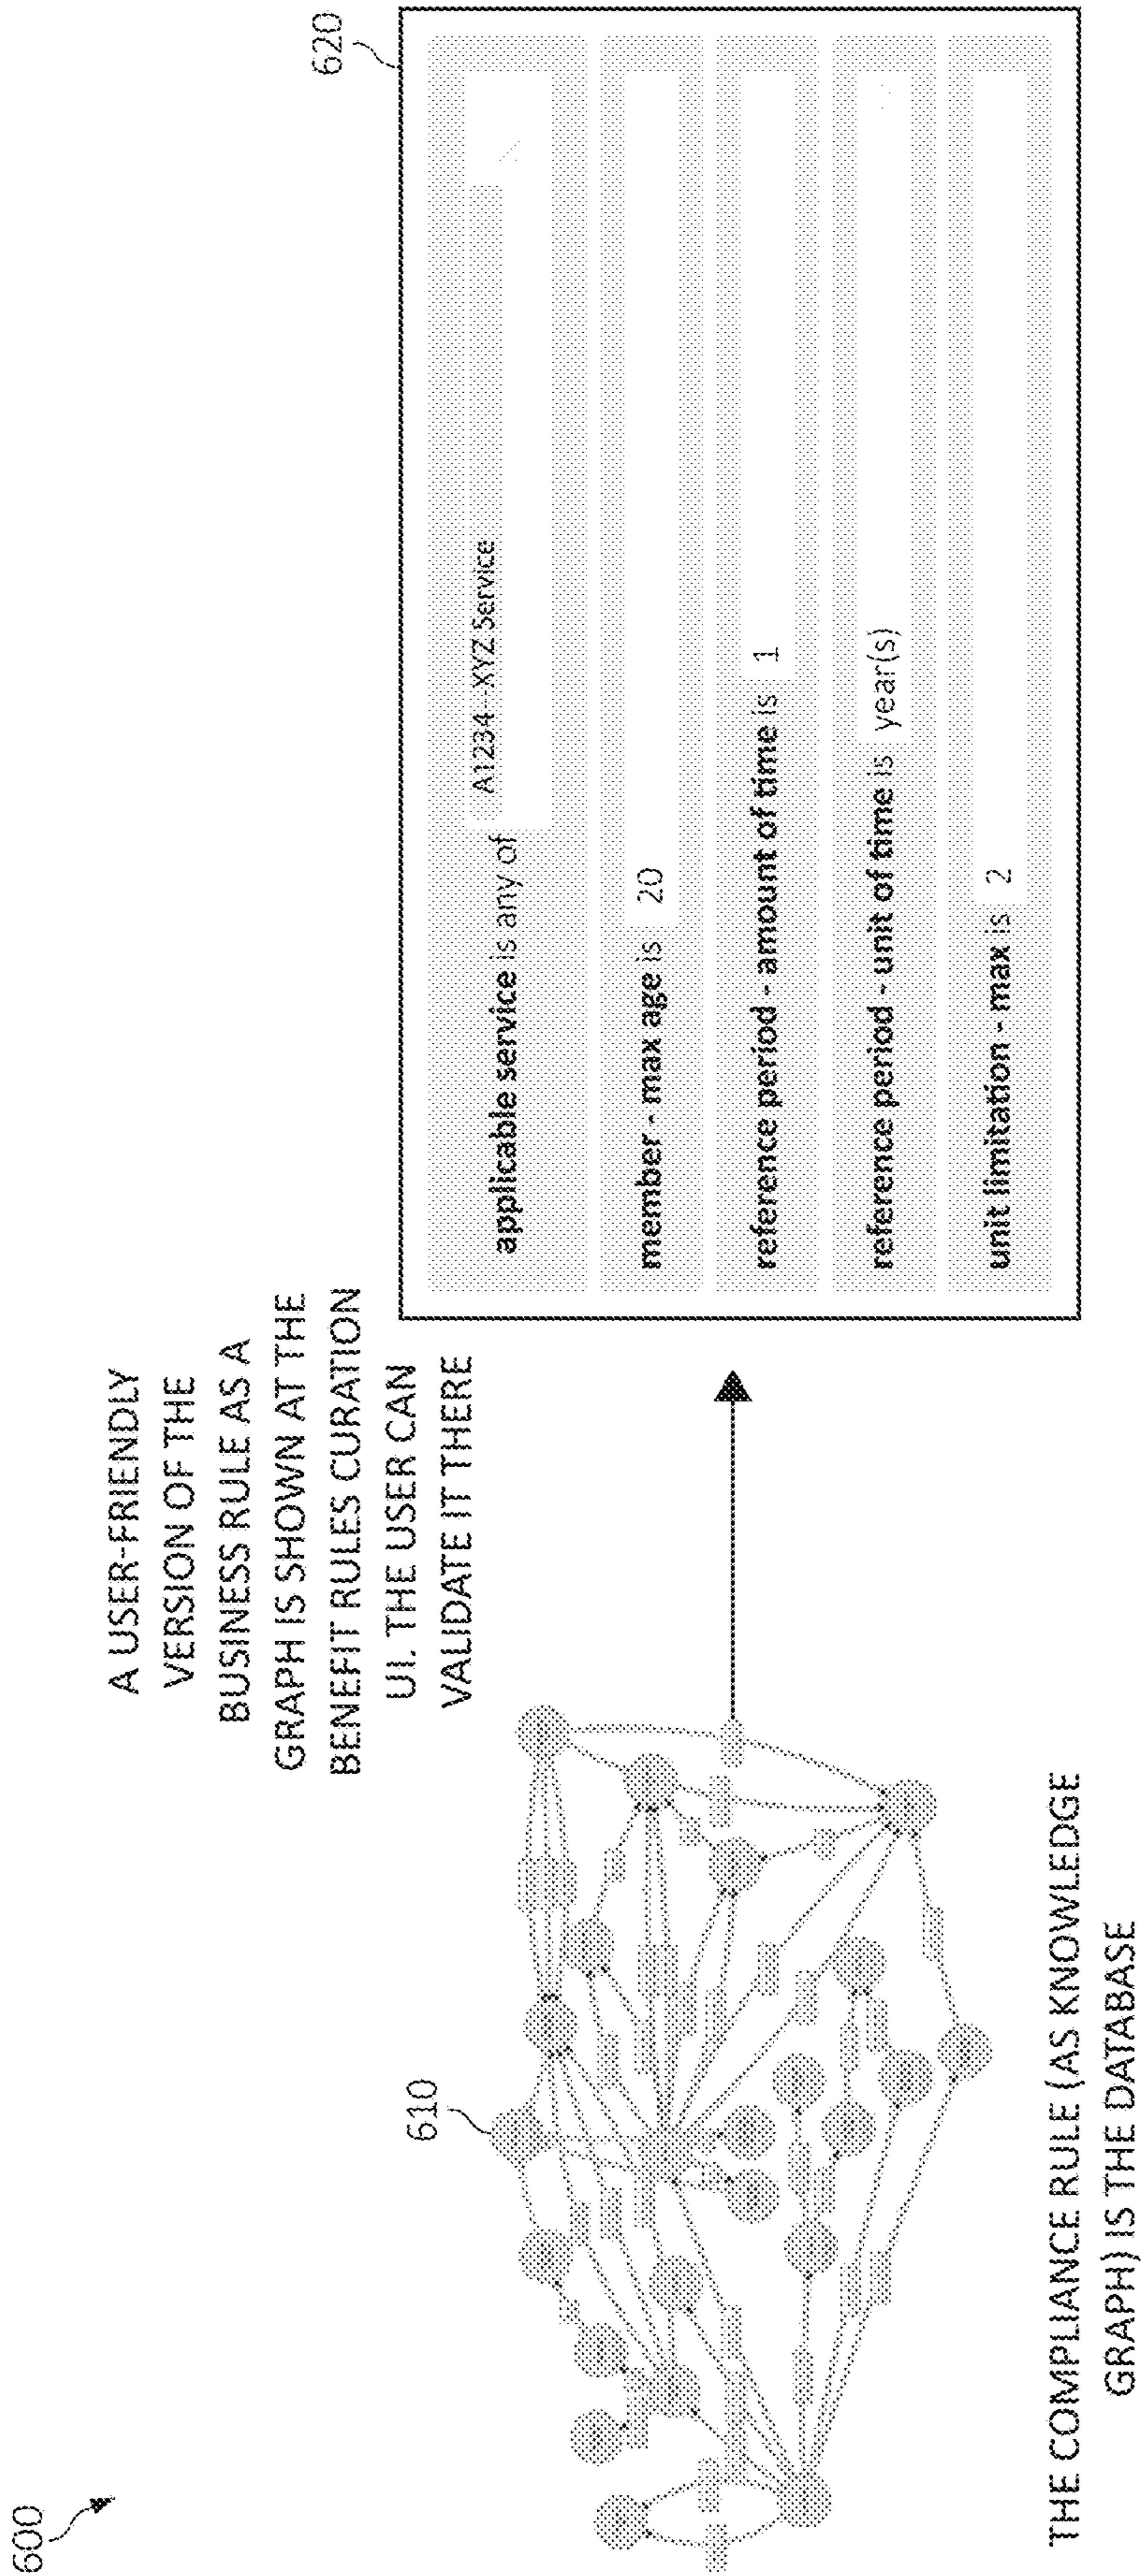 600
A USER-FRIENDLY
VERSION OF THE
BUSINESS RULE AS A
GRAPH IS SHOWN AT THE
BENEFIT RULES CURATION
UI. THE USER CAN
VALIDATE IT THERE
610
620
applicable service is any of A1234---XYZ Service
member - max age is 20
reference period - amount of time is 1
reference period - unit of time is year(s)
unit limitation - max is 2
THE COMPLIANCE RULE (AS KNOWLEDGE
GRAPH) IS THE DATABASE